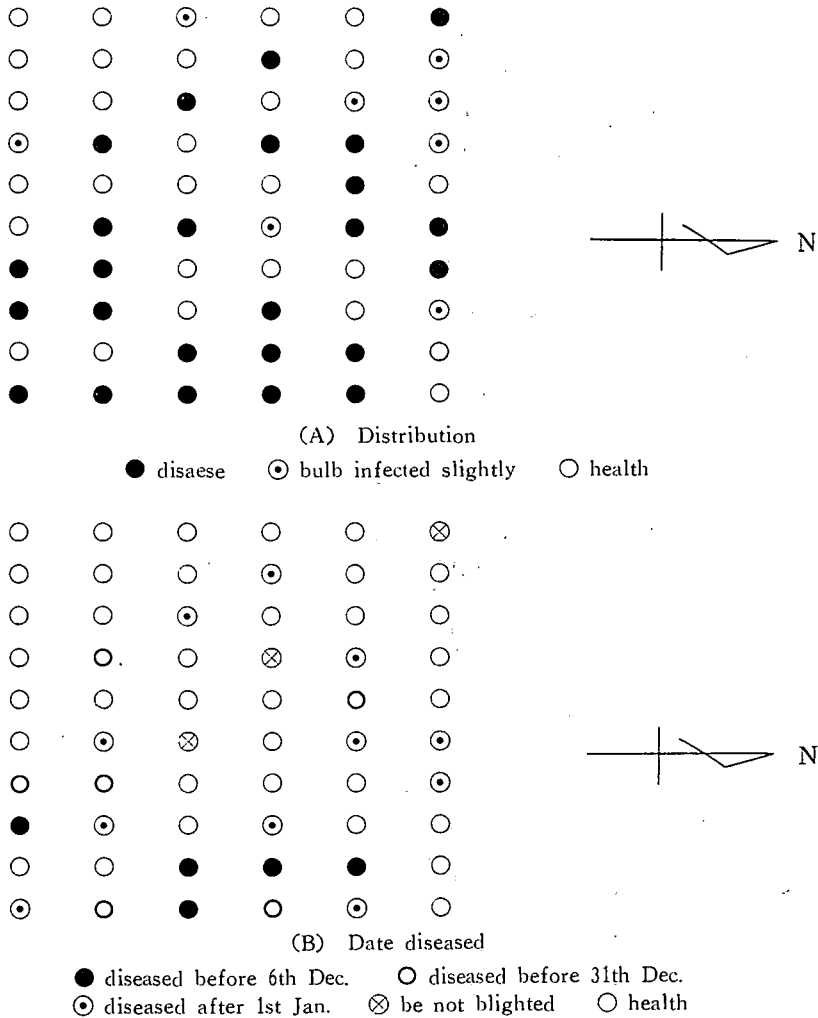 N
(A) Distribution
disaese bulb infected slightly health
N
(B) Date diseased
diseased before 6th Dec. diseased before 31th Dec.
diseased after 1st Jan. be not blighted health